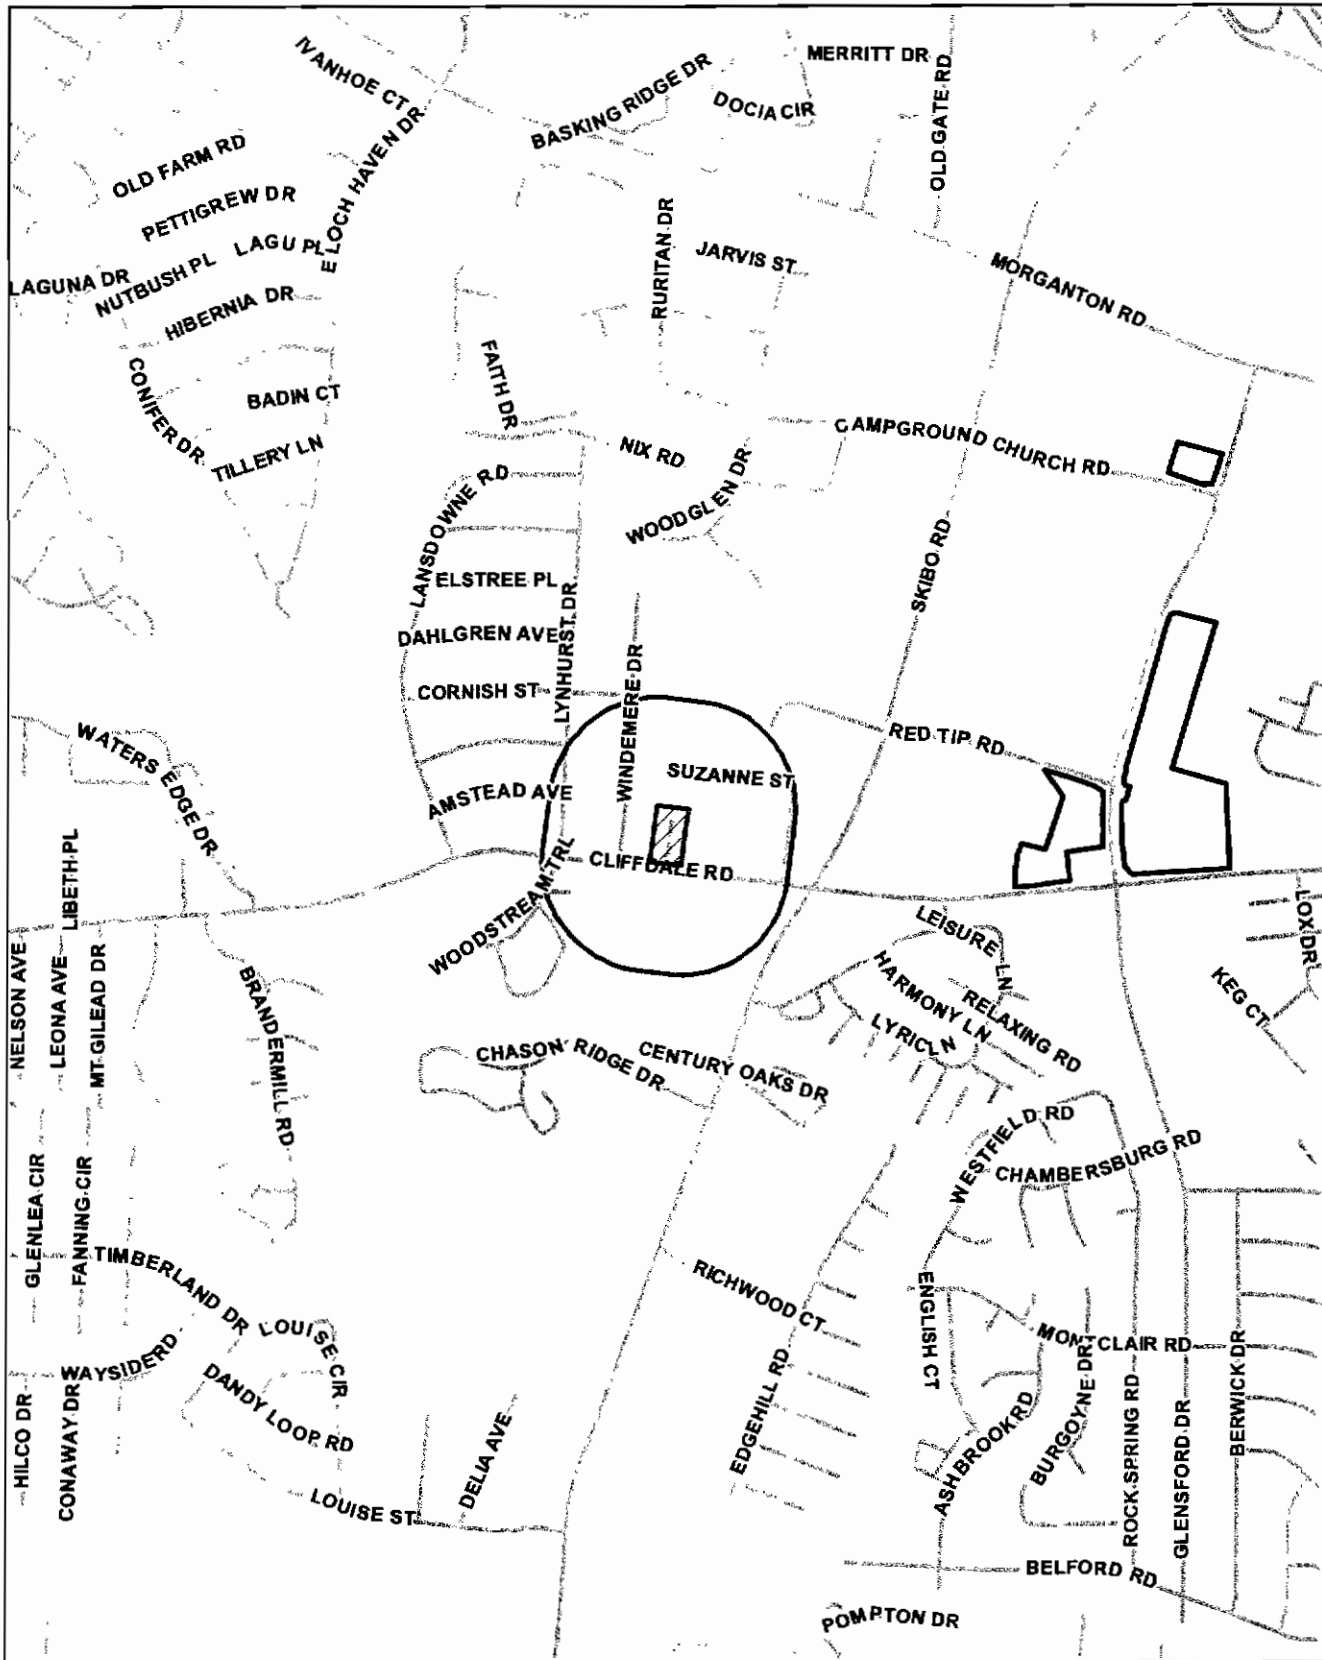 IVANHOE CT
MERRITT DR
BASKING RIDGE DR
DOCIA CIR
OLD GATE RD
OLD FARM RD
E LOCH HAVEN DR
PETTIGREW DR
LAGU PL
LAGUNA DR
NUTBUSH PL
HIBERNIA DR
RURITAN DR
JARVIS ST
MORGANTON RD
CONIFER DR
BADIN CT
TILLERY LN
FAITH DR
NIX RD
CAMPGROUND CHURCH RD
LANSDOWNE RD
WOODGLEN DR
SKIBO RD
ELSTREE PL
LYNHURST DR
DAHLGREN AVE
CORNISH ST
WINDEMERE DR
WATERS EDGE DR
RED TIP RD
SUZANNE ST
AMSTEAD AVE
CLIFFDALE RD
WOODSTREAM TRL
LIBETH PL
NELSON AVE
LEONA AVE
MT GILEAD DR
BRANDERMILL RD
LEISURE LN
HARMONY LN
RELAXING RD
LYRIC LN
LOX DR
KEG CT
CHASON RIDGE DR
CENTURY OAKS DR
WESTFIELD RD
CHAMBERSBURG RD
GLENLEA CIR
FANNING CIR
TIMBERLAND DR
LOUISE CIR
RICHWOOD CT
ENGLISH CT
MONTCLAIR RD
WAYSIDE RD
DANDY LOOP RD
HILCO DR
CONAWAY DR
EDGEHILL RD
ASHBROOK RD
BURGOYNE DR
ROCK SPRING RD
GLENSFORD DR
BERWICK DR
LOUISE ST
DELIA AVE
BELFORD RD
POMPTON DR